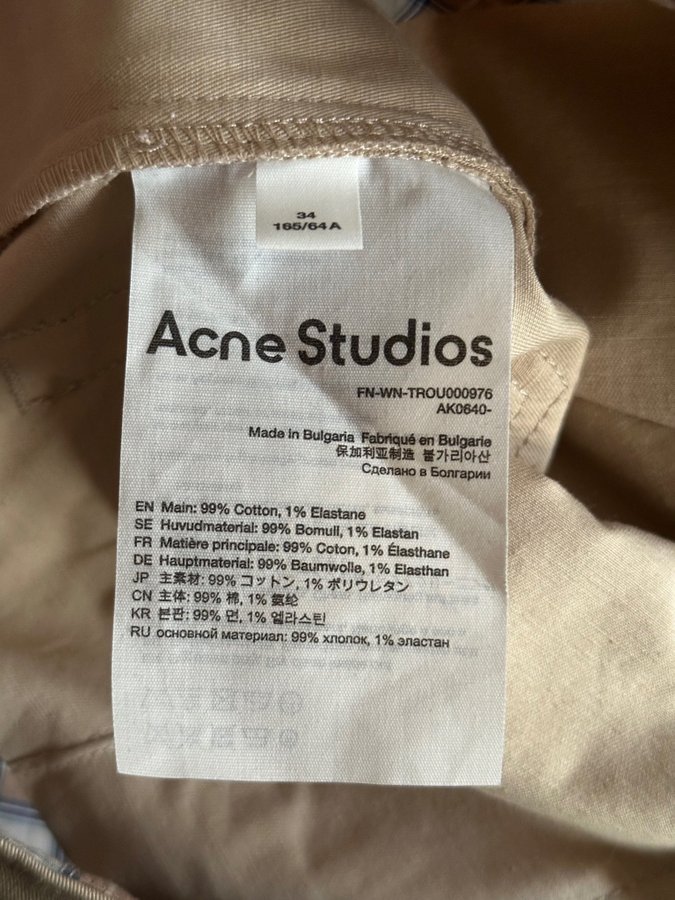 34
165/64A
Acne Studios
FN-WN-TROU000976
AK0640-
Made in Bulgaria Fabriqué en Bulgarie
保加利亚制造 불가리아산
Сделано в Болгарии
EN Main: 99% Cotton, 1% Elastane
SE Huvudmaterial: 99% Bomull, 1% Elastan
FR Matière principale: 99% Coton, 1% Élasthane
DE Hauptmaterial: 99% Baumwolle, 1% Elasthan
JP 主素材: 99% コットン, 1% ポリウレタン
CN 主体: 99% 棉, 1% 氨纶
KR 본판: 99% 면, 1% 엘라스틴
RU основной материал: 99% хлопок, 1% эластан